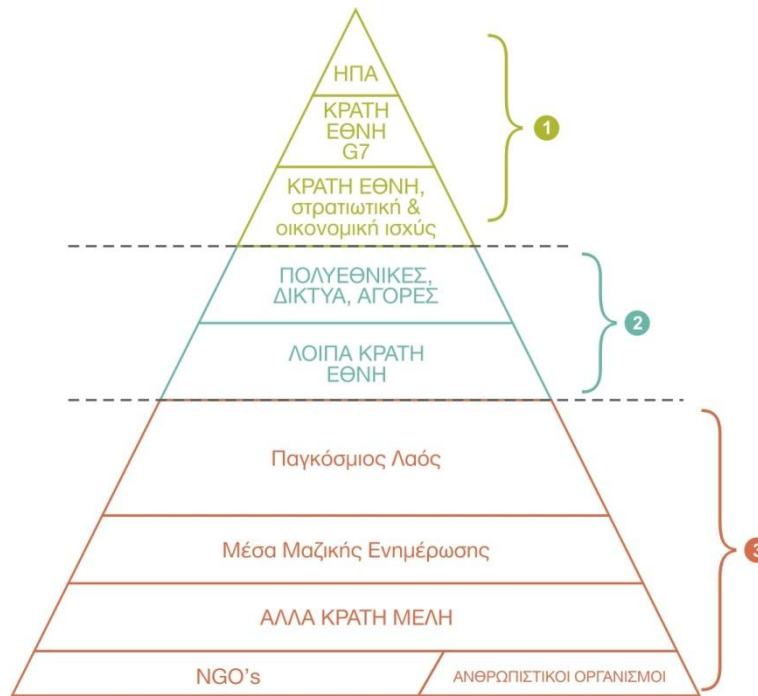 ΗΠΑ
ΚΡΑΤΗ
ΕΘΝΗ
G7
ΚΡΑΤΗ ΕΘΝΗ,
στρατιωτική &
οικονομική ισχύς
1
ΠΟΛΥΕΘΝΙΚΕΣ,
ΔΙΚΤΥΑ, ΑΓΟΡΕΣ
ΛΟΙΠΑ ΚΡΑΤΗ
ΕΘΝΗ
2
Παγκόσμιος Λαός
Μέσα Μαζικής Ενημέρωσης
ΑΛΛΑ ΚΡΑΤΗ ΜΕΛΗ
NGO's
ΑΝΘΡΩΠΙΣΤΙΚΟΙ ΟΡΓΑΝΙΣΜΟΙ
3